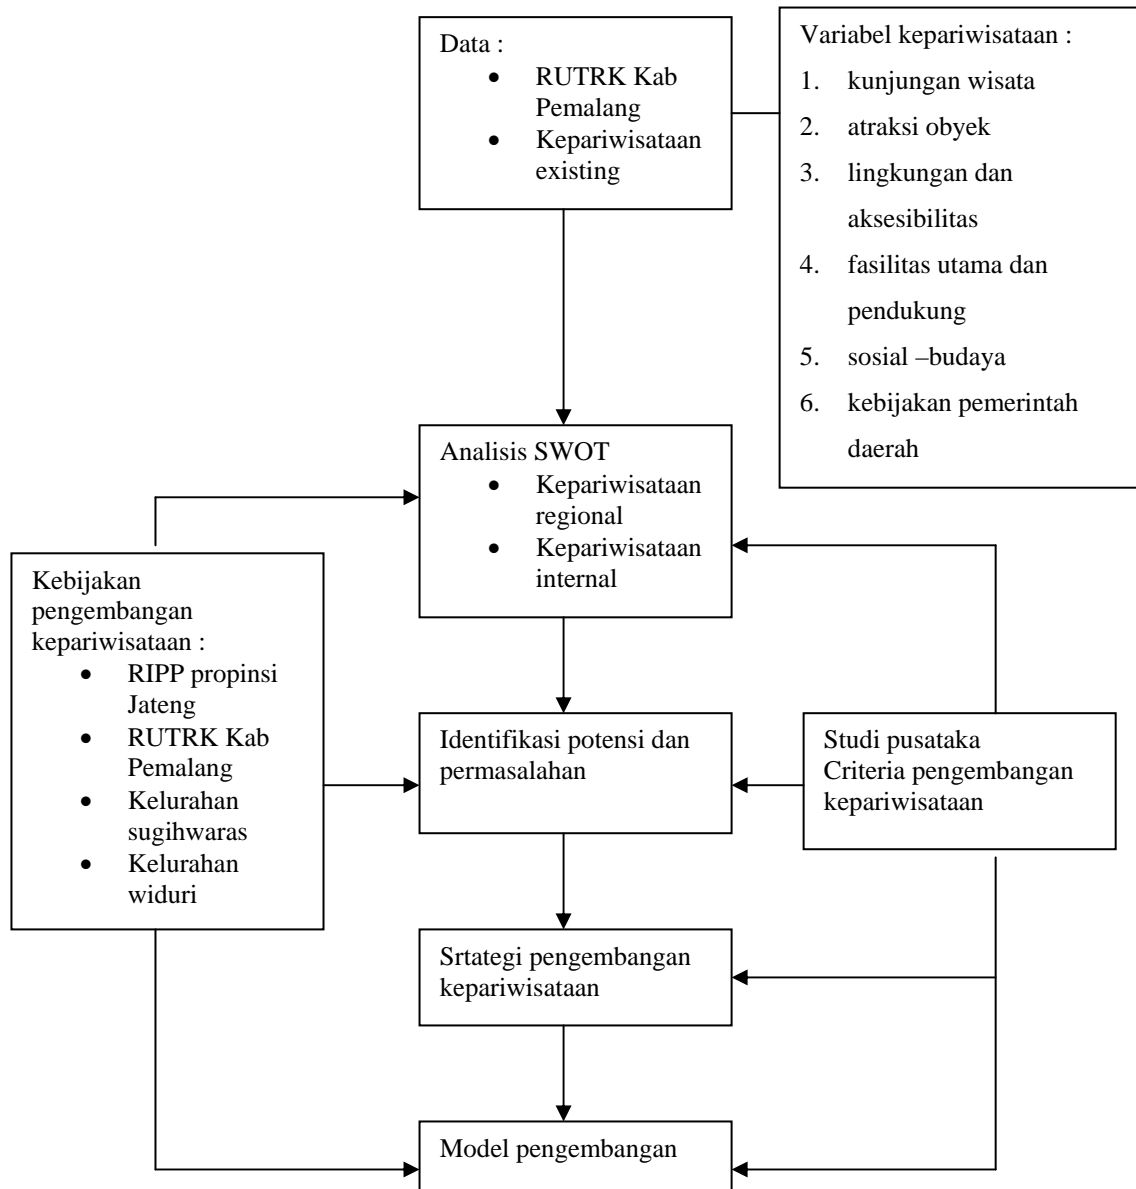 Data :
• RUTRK Kab
Pemalang
• Kepariwisataan
existing
Variabel kepariwisataan :
1. kunjungan wisata
2. atraksi obyek
3. lingkungan dan
aksesibilitas
4. fasilitas utama dan
pendukung
5. sosial –budaya
6. kebijakan pemerintah
daerah
Analisis SWOT
• Kepariwisataan
regional
• Kepariwisataan
internal
Kebijakan
pengembangan
kepariwisataan :
• RIPP propinsi
Jateng
• RUTRK Kab
Pemalang
• Kelurahan
sugihwaras
• Kelurahan
widuri
Identifikasi potensi dan
permasalahan
Studi pusataka
Criteria pengembangan
kepariwisataan
Srtategi pengembangan
kepariwisataan
Model pengembangan